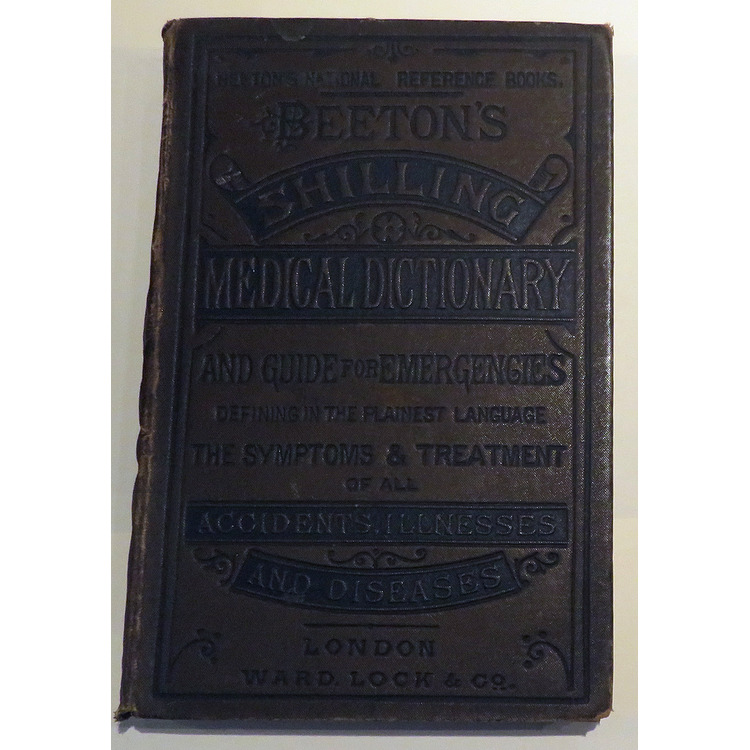 BEETON'S NATIONAL REFERENCE BOOKS.
BEETON'S
SHILLING
MEDICAL DICTIONARY
AND GUIDE FOR EMERGENCIES
DEFINING IN THE PLAINEST LANGUAGE
THE SYMPTOMS & TREATMENT
OF ALL
ACCIDENTS, ILLNESSES
AND DISEASES
LONDON
WARD, LOCK & CO.